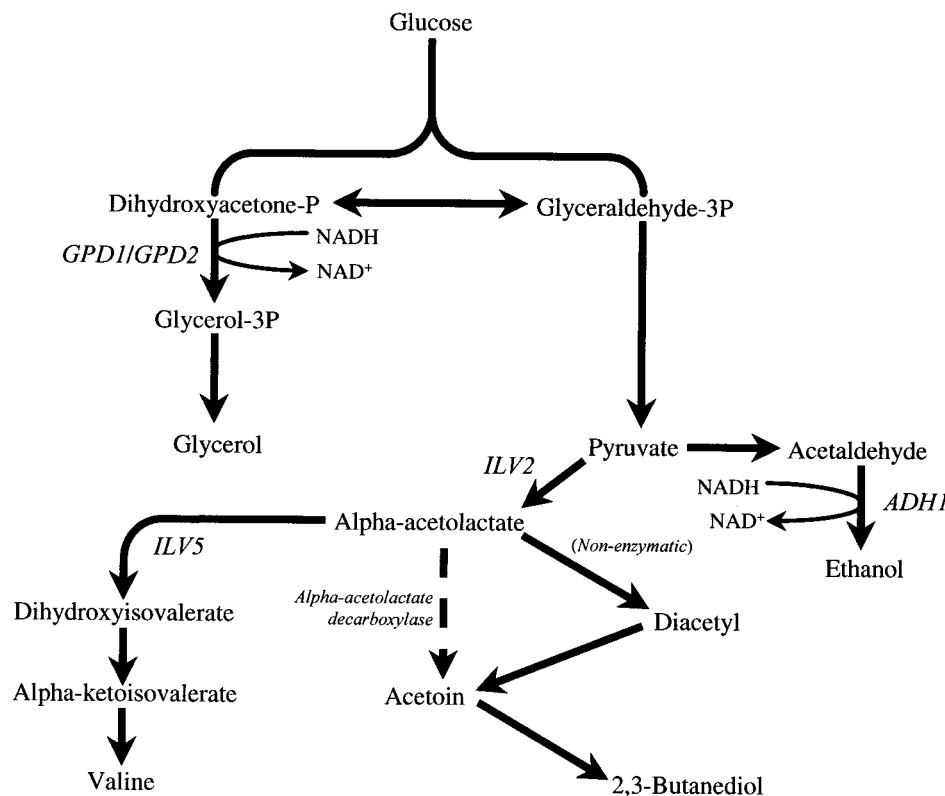 Glucose
Dihydroxyacetone-P
Glyceraldehyde-3P
GPD1/GPD2
NADH
NAD+
Glycerol-3P
Glycerol
Pyruvate
Acetaldehyde
ILV2
NADH
NAD+
ADH1
Ethanol
Alpha-acetolactate
ILV5
(Non-enzymatic)
Alpha-acetolactate
decarboxylase
Dihydroxyisovalerate
Diacetyl
Alpha-ketoisovalerate
Acetoin
Valine
2,3-Butanediol